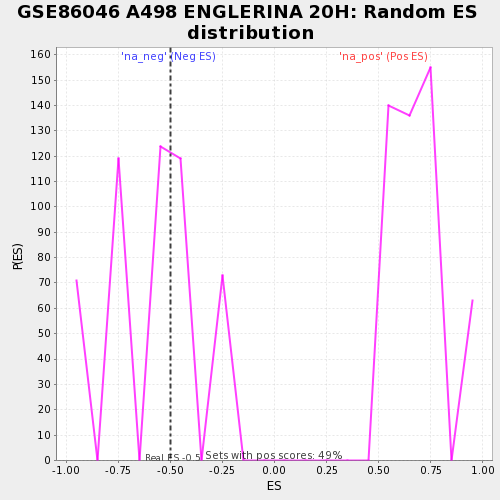 GSE86046 A498 ENGLERINA 20H: Random ES
distribution
'na_neg' (Neg ES)
'na_pos' (Pos ES)
160
150
140
130
120
110
100
90
80
70
60
50
40
30
20
10
0
P(ES)
Real ES -0.5
Sets with pos scores: 49%
-1.00 -0.75 -0.50 -0.25 0.00 0.25 0.50 0.75 1.00
ES